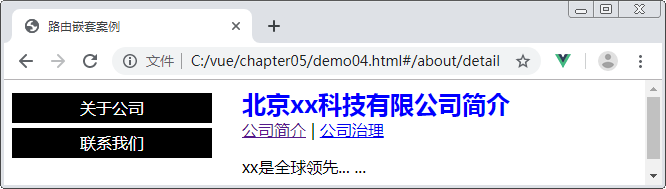 路由嵌套案例
文件 C:/vue/chapter05/demo04.html#/about/detail
关于公司
联系我们
北京xx科技有限公司简介
公司简介 | 公司治理
xx是全球领先... ...